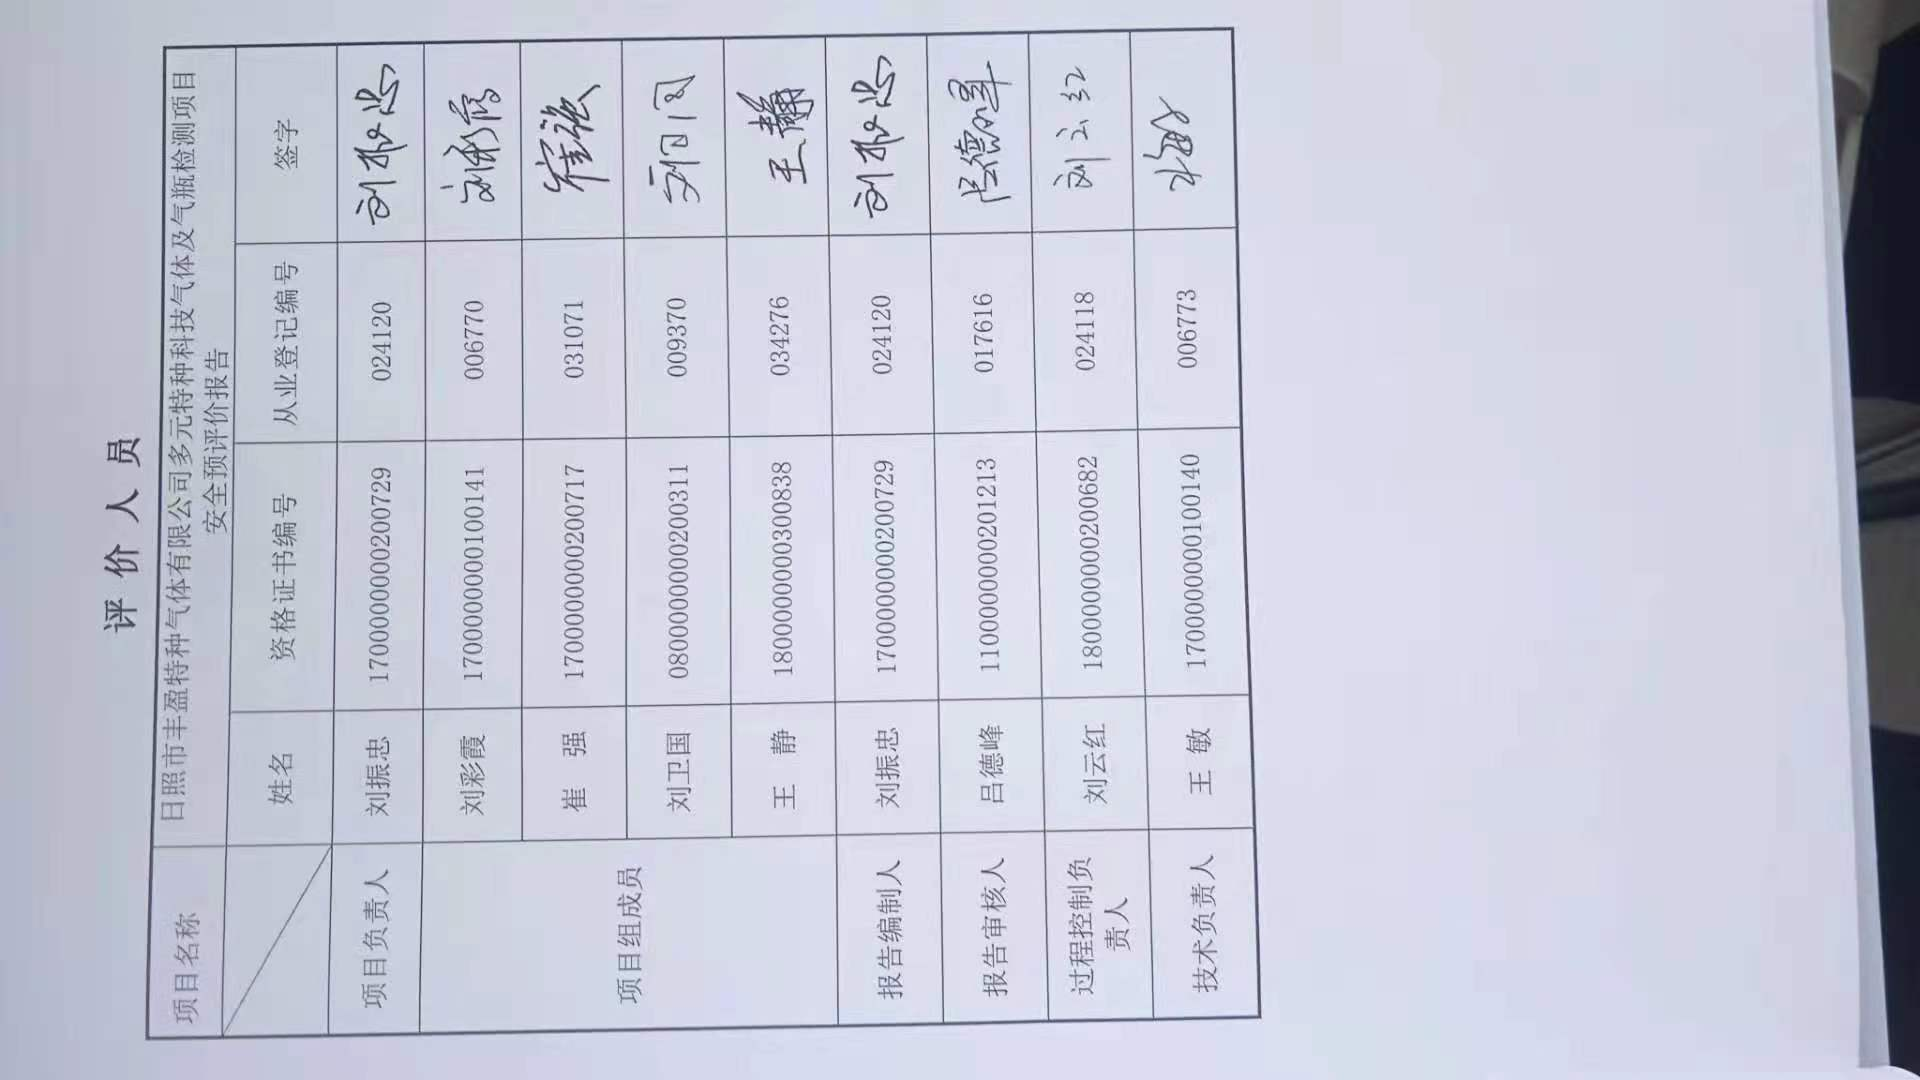 评价人员
项目名称 日照市丰盈特种气体有限公司多元特种科技气体及气瓶检测项目
安全预评价报告
姓名 资格证书编号 从业登记编号 签字
项目负责人 刘振忠 1700000000200729 024120 刘振忠
项目组成员 刘彩霞 1700000000100141 006770 刘彩霞
崔强 1700000000200717 031071 崔强
刘卫国 0800000000200311 009370 刘卫国
王静 1800000000300838 034276 王静
报告编制人 刘振忠 1700000000200729 024120 刘振忠
报告审核人 吕德峰 1100000000201213 017616 吕德峰
过程控制负
责人 刘云红 1800000000200682 024118 刘云红
技术负责人 王敏 1700000000100140 006773